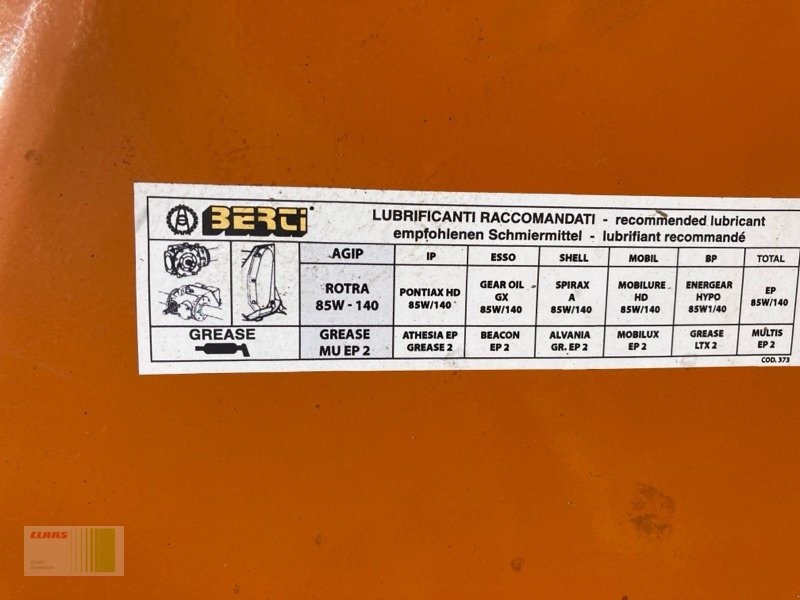 BERTi
LUBRIFICANTI RACCOMANDATI - recommended lubricant
empfohlenen Schmiermittel - lubrifiant recommandé
AGIP IP ESSO SHELL MOBIL BP TOTAL
ROTRA 85W - 140
PONTIAX HD 85W/140
GEAR OIL GX 85W/140
SPIRAX A 85W/140
MOBILURE HD 85W/140
ENERGEAR HYPO 85W1/40
EP 85W/140
GREASE
GREASE MU EP 2
ATHESIA EP GREASE 2
BEACON EP 2
ALVANIA GR. EP 2
MOBILUX EP 2
GREASE LTX 2
MULTIS EP 2
COD. 373
CLAAS